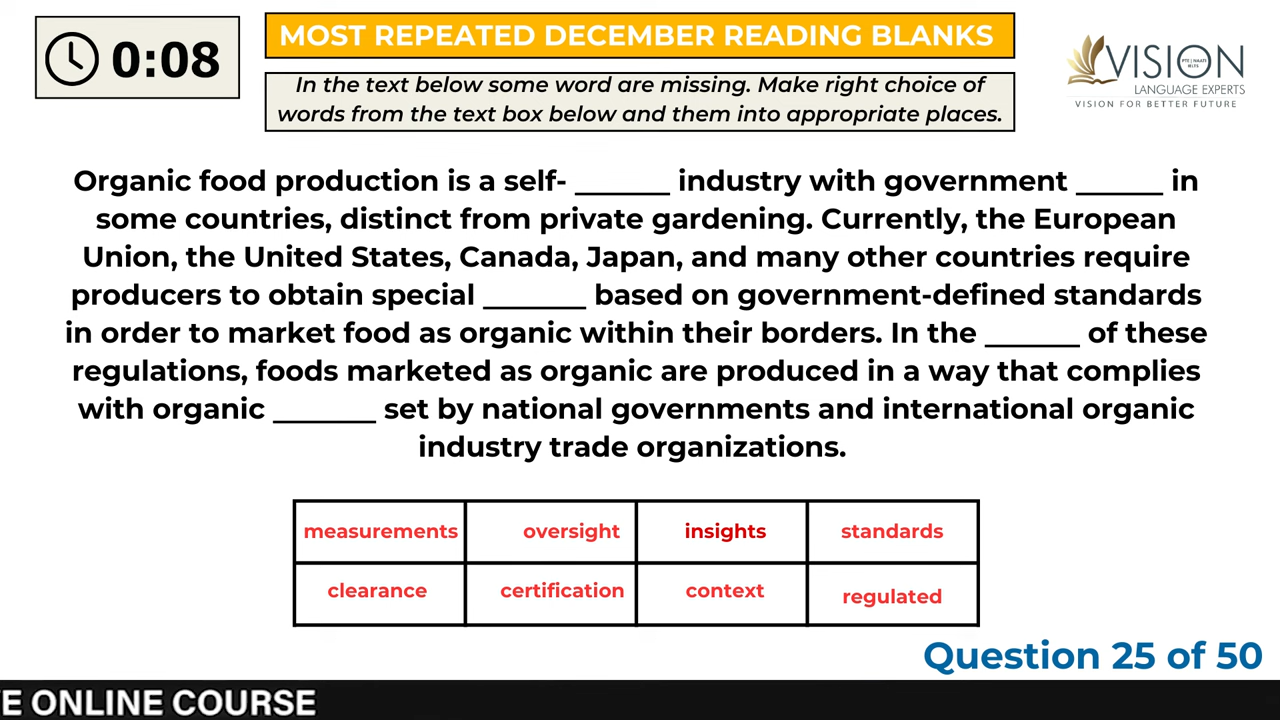 0:08
MOST REPEATED DECEMBER READING BLANKS
In the text below some word are missing. Make right choice of
words from the text box below and them into appropriate places.
VISION
PTE | NAATI
IELTS
LANGUAGE EXPERTS
VISION FOR BETTER FUTURE
Organic food production is a self- ______ industry with government ______ in
some countries, distinct from private gardening. Currently, the European
Union, the United States, Canada, Japan, and many other countries require
producers to obtain special _______ based on government-defined standards
in order to market food as organic within their borders. In the _______ of these
regulations, foods marketed as organic are produced in a way that complies
with organic _______ set by national governments and international organic
industry trade organizations.
measurements oversight insights standards
clearance certification context regulated
Question 25 of 50
E ONLINE COURSE